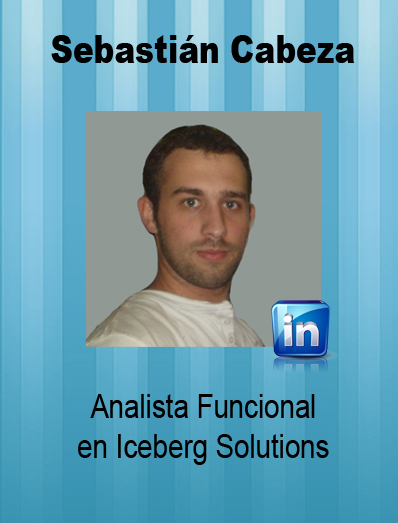 Sebastián Cabeza
in
Analista Funcional
en Iceberg Solutions